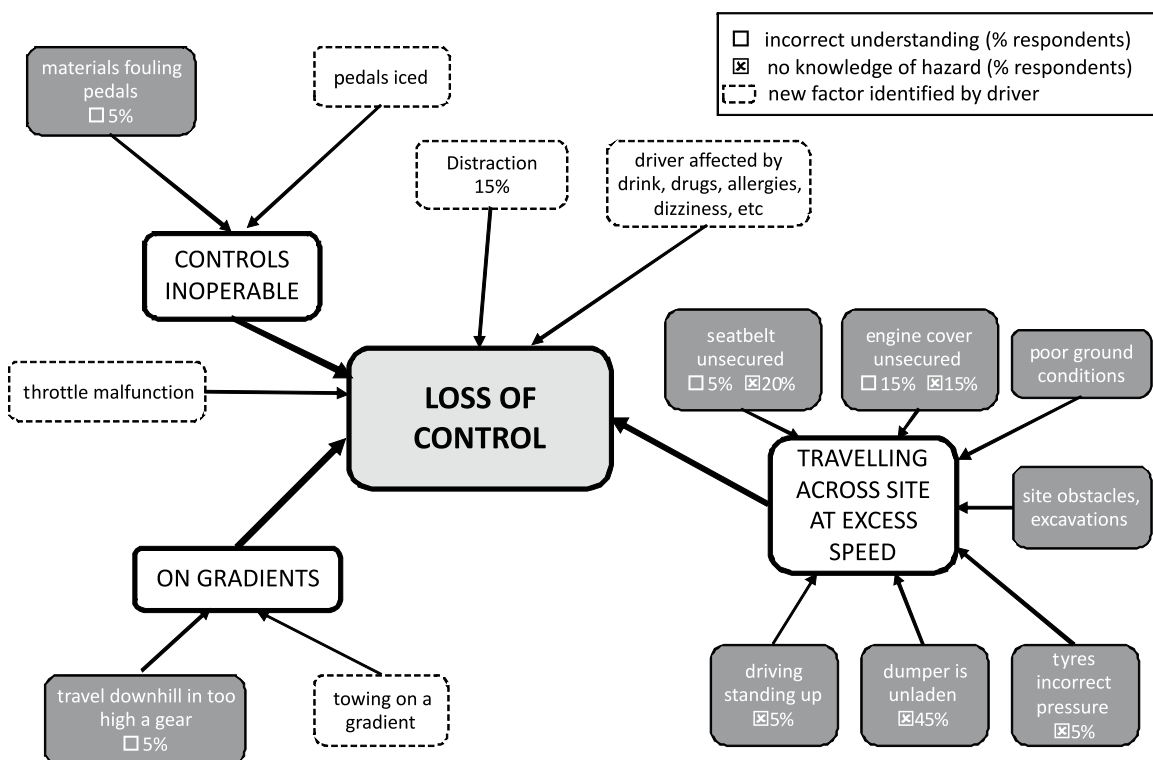 ☐ incorrect understanding (% respondents)
☒ no knowledge of hazard (% respondents)
new factor identified by driver
materials fouling
pedals
☐ 5%
pedals iced
Distraction
15%
driver affected by
drink, drugs, allergies,
dizziness, etc
CONTROLS
INOPERABLE
throttle malfunction
LOSS OF
CONTROL
seatbelt
unsecured
☐ 5% ☒20%
engine cover
unsecured
☐ 15% ☒15%
poor ground
conditions
TRAVELLING
ACROSS SITE
AT EXCESS
SPEED
site obstacles,
excavations
ON GRADIENTS
travel downhill in too
high a gear
☐ 5%
towing on a
gradient
driving
standing up
☒5%
dumper is
unladen
☒45%
tyres
incorrect
pressure
☒5%